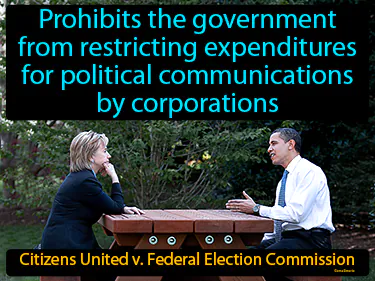 Prohibits the government
from restricting expenditures
for political communications
by corporations
Citizens United v. Federal Election Commission